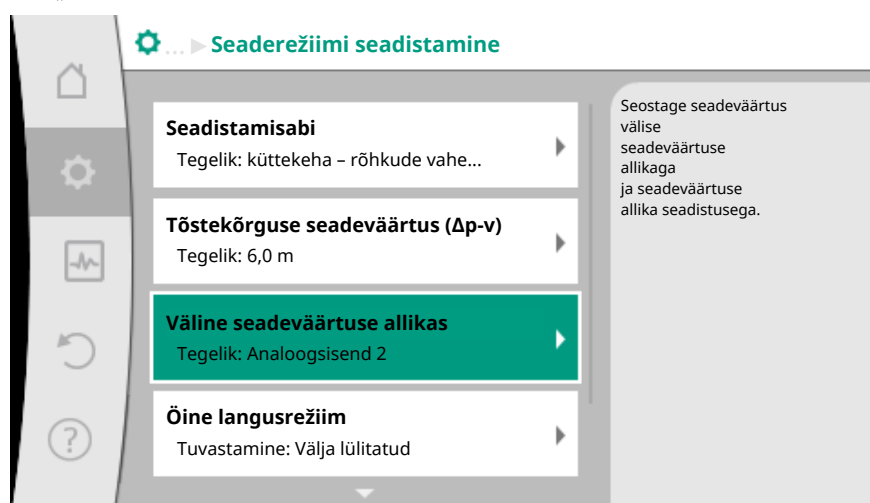 ... Seaderežiimi seadistamine
Seadistamisabi
Tegelik: küttekeha – rõhkude vahe...
Tõstekõrguse seadeväärtus (Δp-v)
Tegelik: 6,0 m
Väline seadeväärtuse allikas
Tegelik: Analoogsisend 2
Öine langusrežiim
Tuvastamine: Välja lülitatud
Seostage seadeväärtus
välise
seadeväärtuse
allikaga
ja seadeväärtuse
allika seadistusega.
?